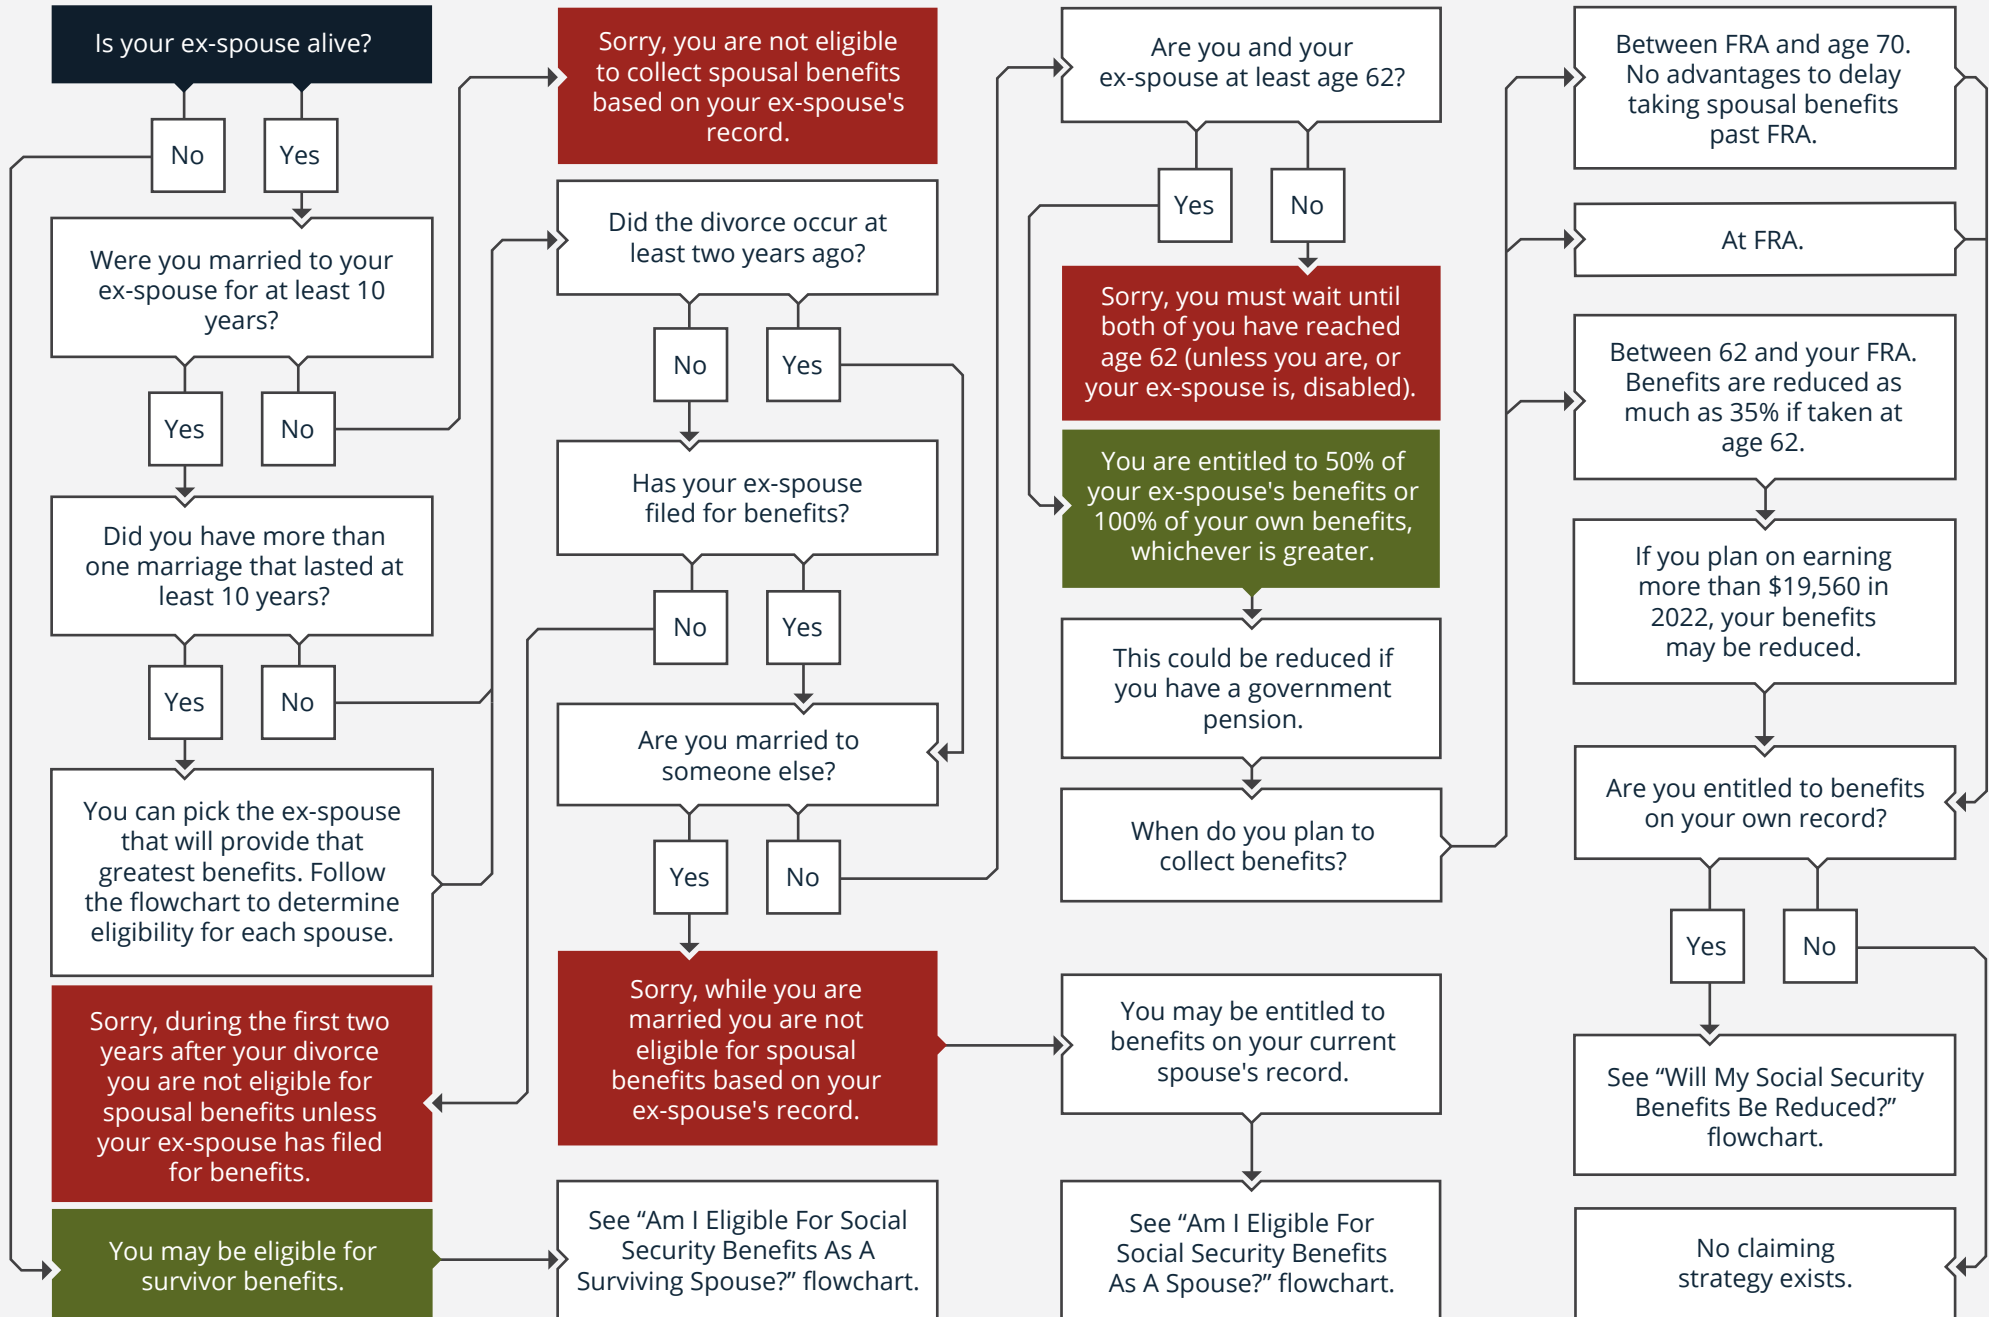 Is your ex-spouse alive?
No
Yes
Were you married to your
ex-spouse for at least 10
years?
Yes
No
Did you have more than
one marriage that lasted at
least 10 years?
Yes
No
You can pick the ex-spouse
that will provide that
greatest benefits. Follow
the flowchart to determine
eligibility for each spouse.
Sorry, during the first two
years after your divorce
you are not eligible for
spousal benefits unless
your ex-spouse has filed
for benefits.
You may be eligible for
survivor benefits.
Sorry, you are not eligible
to collect spousal benefits
based on your ex-spouse's
record.
Did the divorce occur at
least two years ago?
No
Yes
Has your ex-spouse
filed for benefits?
No
Yes
Are you married to
someone else?
Yes
No
Sorry, while you are
married you are not
eligible for spousal
benefits based on your
ex-spouse's record.
See “Am I Eligible For Social
Security Benefits As A
Surviving Spouse?” flowchart.
Are you and your
ex-spouse at least age 62?
Yes
No
Sorry, you must wait until
both of you have reached
age 62 (unless you are, or
your ex-spouse is, disabled).
You are entitled to 50% of
your ex-spouse's benefits or
100% of your own benefits,
whichever is greater.
This could be reduced if
you have a government
pension.
When do you plan to
collect benefits?
You may be entitled to
benefits on your current
spouse's record.
See “Am I Eligible For
Social Security Benefits
As A Spouse?” flowchart.
Between FRA and age 70.
No advantages to delay
taking spousal benefits
past FRA.
At FRA.
Between 62 and your FRA.
Benefits are reduced as
much as 35% if taken at
age 62.
If you plan on earning
more than $19,560 in
2022, your benefits
may be reduced.
Are you entitled to benefits
on your own record?
Yes
No
See “Will My Social Security
Benefits Be Reduced?”
flowchart.
No claiming
strategy exists.